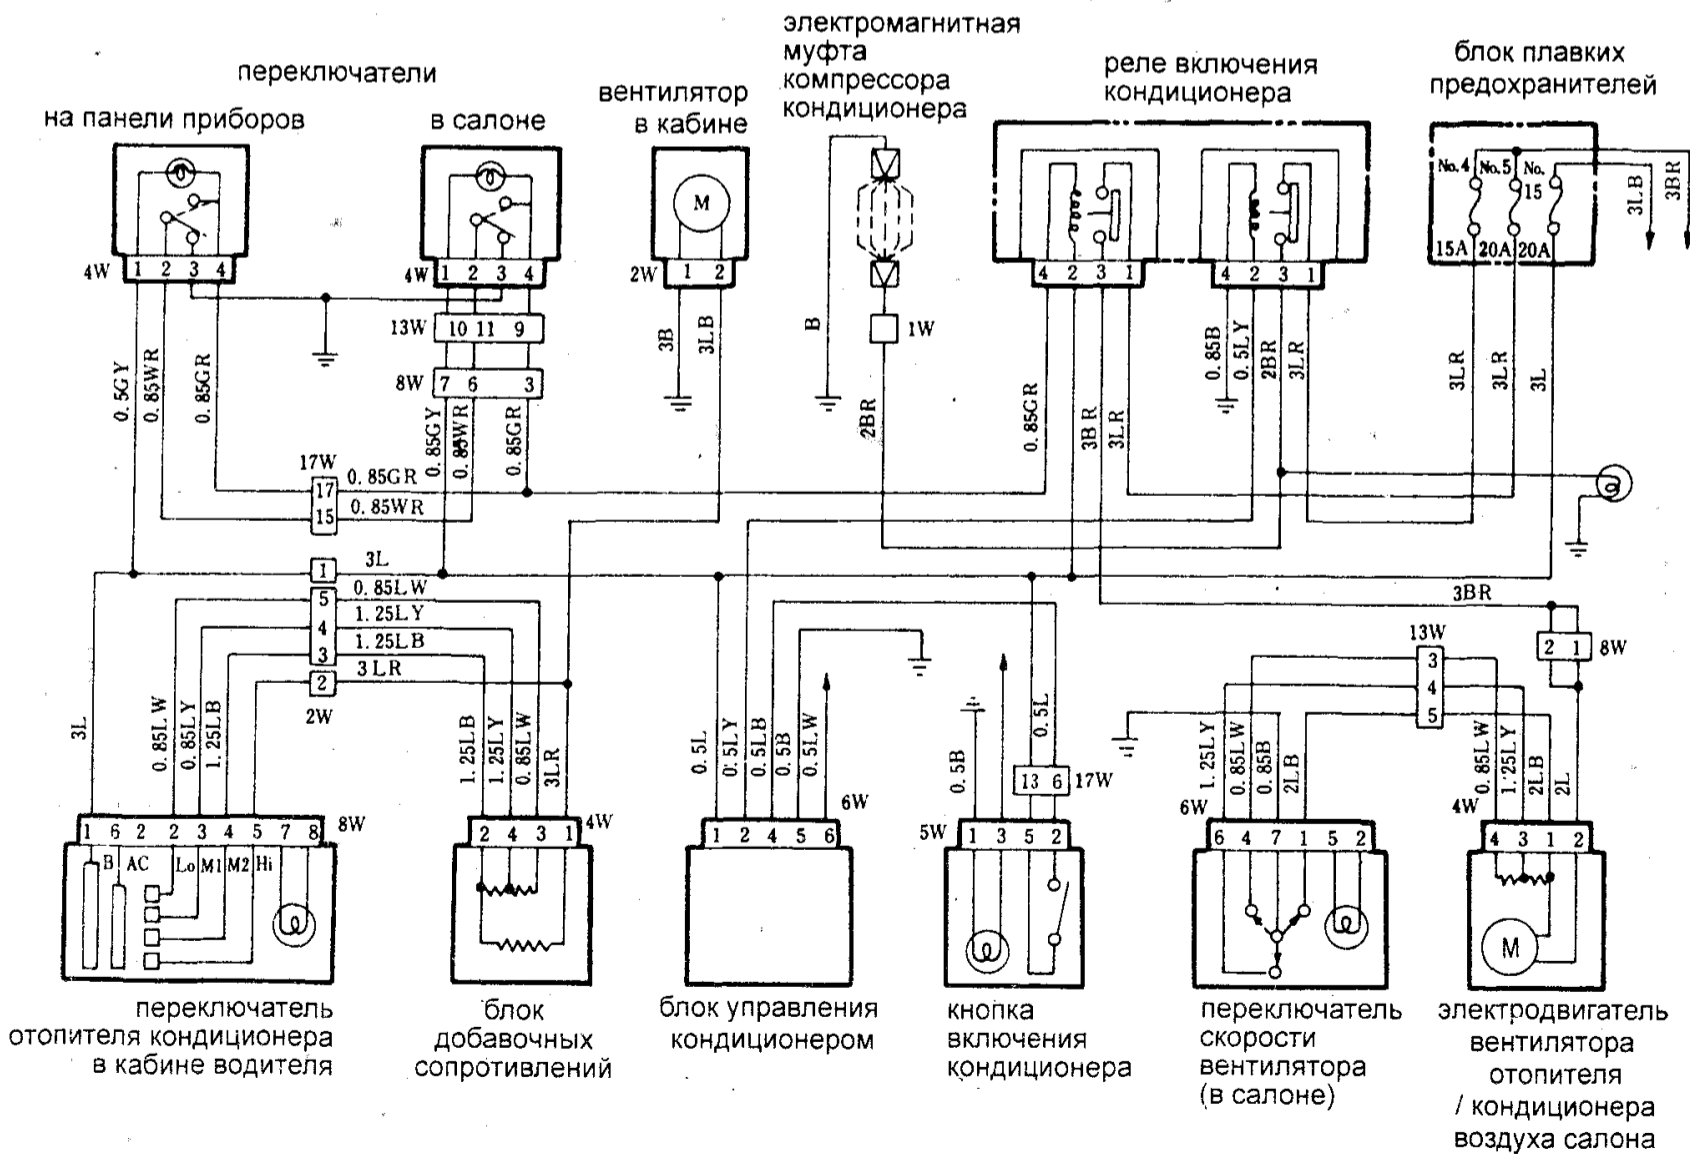 переключатели
на панели приборов
в салоне
вентилятор
в кабине
электромагнитная
муфта
компрессора
кондиционера
реле включения
кондиционера
блок плавких
предохранителей
M
No.4
No.5
No.
15
15A
20A
20A
3LB
3BR
4W
1 2 3 4
4W
1 2 3 4
2W
1 2
4 2 3 1
4 2 3 1
13W
10 11 9
8W
7 6 3
1W
0.5GY
0.85WR
0.85GR
0.85GY
0.85WR
0.85GR
3B
3LB
B
2BR
0.85GR
3BR
3LR
0.85B
0.5LY
2BR
3LR
3LR
3LR
3L
17W
17
0.85GR
15
0.85WR
1
3L
5
0.85LW
4
1.25LY
3
1.25LB
2
3LR
2W
3BR
13W
3
4
5
2 1
8W
3L
0.85LW
0.85LY
1.25LB
1.25LB
1.25LY
0.85LW
3LR
0.5L
0.5LY
0.5LB
0.5B
0.5LW
0.5B
0.5L
13 6
17W
1.25LY
0.85LW
0.85B
2LB
0.85LW
1.25LY
2LB
2L
1 6 2 2 3 4 5 7 8
8W
B AC Lo M1 M2 Hi
2 4 3 1
4W
6W
1 2 4 5 6
5W
1 3 5 2
6W
6 4 7 1 5 2
4W
4 3 1 2
M
переключатель
отопителя кондиционера
в кабине водителя
блок
добавочных
сопротивлений
блок управления
кондиционером
кнопка
включения
кондиционера
переключатель
скорости
вентилятора
(в салоне)
электродвигатель
вентилятора
отопителя
/ кондиционера
воздуха салона